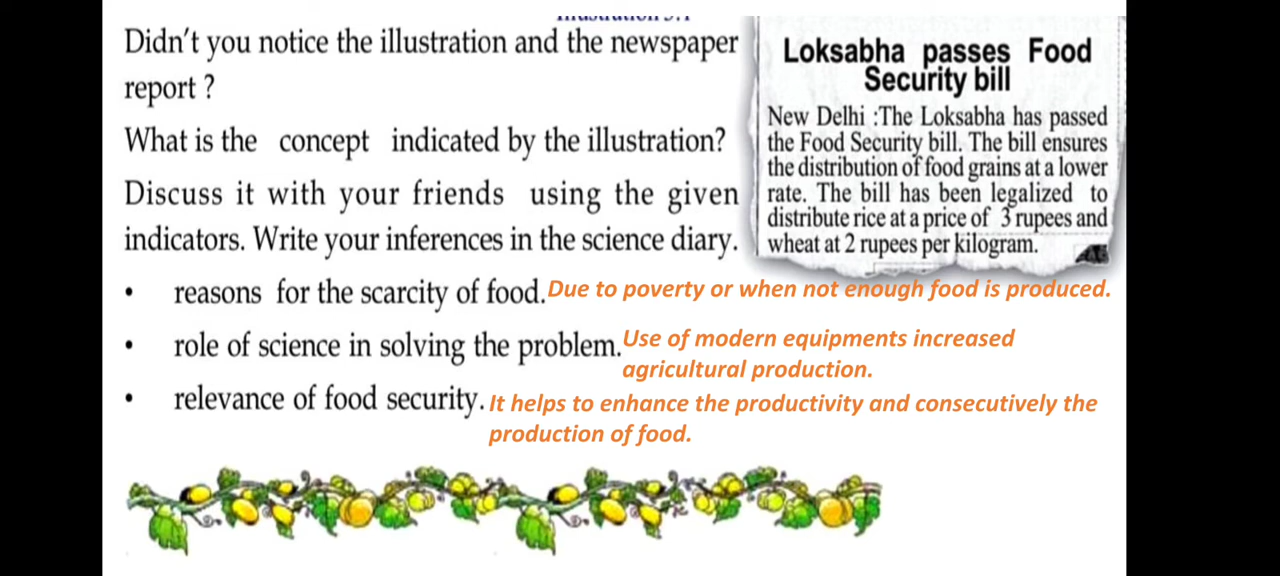 Didn't you notice the illustration and the newspaper
report ?
What is the concept indicated by the illustration?
Discuss it with your friends using the given
indicators. Write your inferences in the science diary.
Loksabha passes Food
Security bill
New Delhi :The Loksabha has passed
the Food Security bill. The bill ensures
the distribution of food grains at a lower
rate. The bill has been legalized to
distribute rice at a price of 3 rupees and
wheat at 2 rupees per kilogram.
• reasons for the scarcity of food. Due to poverty or when not enough food is produced.
• role of science in solving the problem. Use of modern equipments increased
agricultural production.
• relevance of food security. It helps to enhance the productivity and consecutively the
production of food.